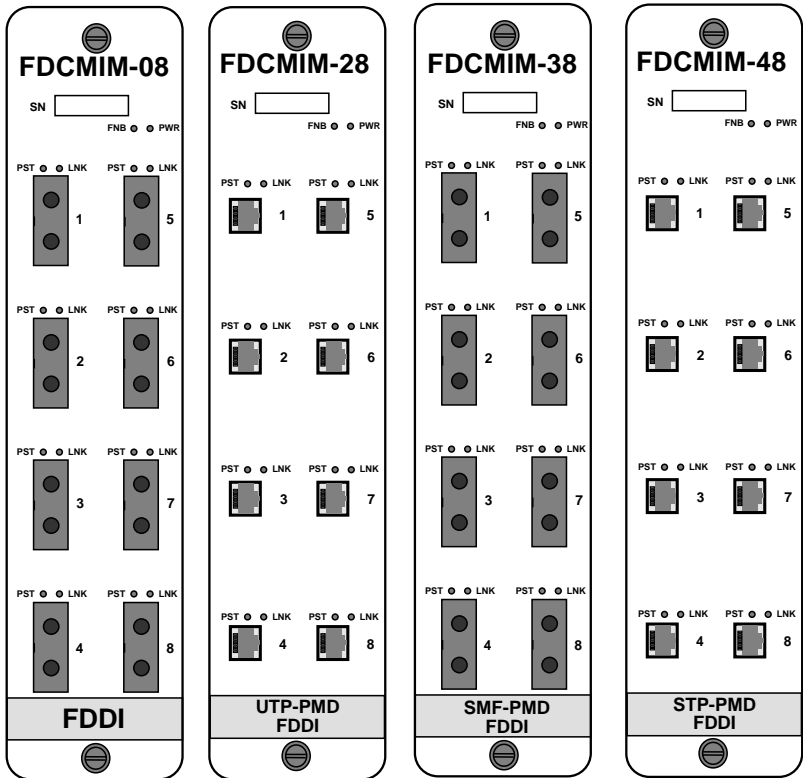 FDCMIM-08
SN
FNB PWR
PST LNK PST LNK
1 5
PST LNK PST LNK
2 6
PST LNK PST LNK
3 7
PST LNK PST LNK
4 8
FDDI
FDCMIM-28
SN
FNB PWR
PST LNK PST LNK
1 5
PST LNK PST LNK
2 6
PST LNK PST LNK
3 7
PST LNK PST LNK
4 8
UTP-PMD
FDDI
FDCMIM-38
SN
FNB PWR
PST LNK PST LNK
1 5
PST LNK PST LNK
2 6
PST LNK PST LNK
3 7
PST LNK PST LNK
4 8
SMF-PMD
FDDI
FDCMIM-48
SN
FNB PWR
PST LNK PST LNK
1 5
PST LNK PST LNK
2 6
PST LNK PST LNK
3 7
PST LNK PST LNK
4 8
STP-PMD
FDDI